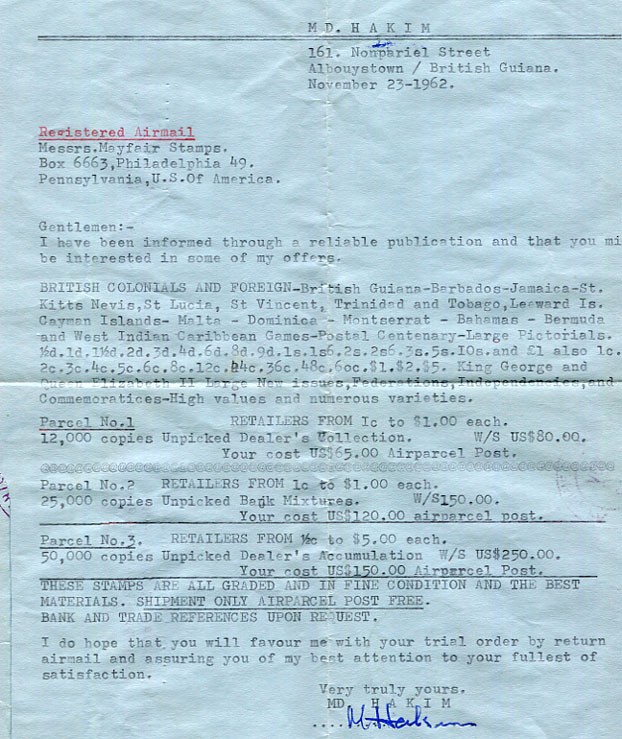 MD. HAKIM
161. Nonpariel Street
Albouystown / British Guiana.
November 23-1962.
Registered Airmail
Messrs.Mayfair Stamps.
Box 6663,Philadelphia 49.
Pennsylvania,U.S.Of America.
Gentlemen:-
I have been informed through a reliable publication and that you mi
be interested in some of my offers.
BRITISH COLONIALS AND FOREIGN-British Guiana-Barbados-Jamaica-St.
Kitts Nevis,St Lucia, St Vincent, Trinidad and Tobago,Leeward Is.
Cayman Islands- Malta - Dominica - Montserrat - Bahamas - Bermuda
and West Indian Caribbean Games-Postal Centenary-Large Pictorials.
½d.1d.1½d.2d.3d.4d.6d.8d.9d.1s.1s6.2s.2s6.3s.5s.IOs.and £1 also 1c.
2c.3c.4c.5c.6c.8c.12c.24c.36c.48c.6oc.$1.$2.$5. King George and
Queen Elizabeth II Large New issues,Federations,Independencies,and
Commemoratices-High values and numerous varieties.
Parcel No.1 RETAILERS FROM Ic to $1.00 each.
12,000 copies Unpicked Dealer's Collection. W/S US$80.00.
Your cost US$65.00 Airparcel Post.
Parcel No.2 RETAILERS FROM 1c to $1.00 each.
25,000 copies Unpicked Bank Mixtures. W/S150.00.
Your cost US$120.00 airparcel post.
Parcel No.3. RETAILERS FROM ½c to $5.00 each.
50,000 copies Unpicked Dealer's Accumulation W/S US$250.00.
Your cost US$150.00 Airparcel Post.
THESE STAMPS ARE ALL GRADED AND IN FINE CONDITION AND THE BEST
MATERIALS. SHIPMENT ONLY AIRPARCEL POST FREE.
BANK AND TRADE REFERENCES UPON REQUEST.
I do hope that you will favour me with your trial order by return
airmail and assuring you of my best attention to your fullest of
satisfaction.
Very truly yours.
MD. HAKIM
....M.Hakim